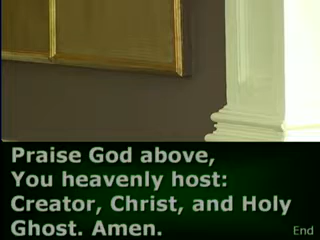 Praise God above,
You heavenly host:
Creator, Christ, and Holy
Ghost. Amen.
End